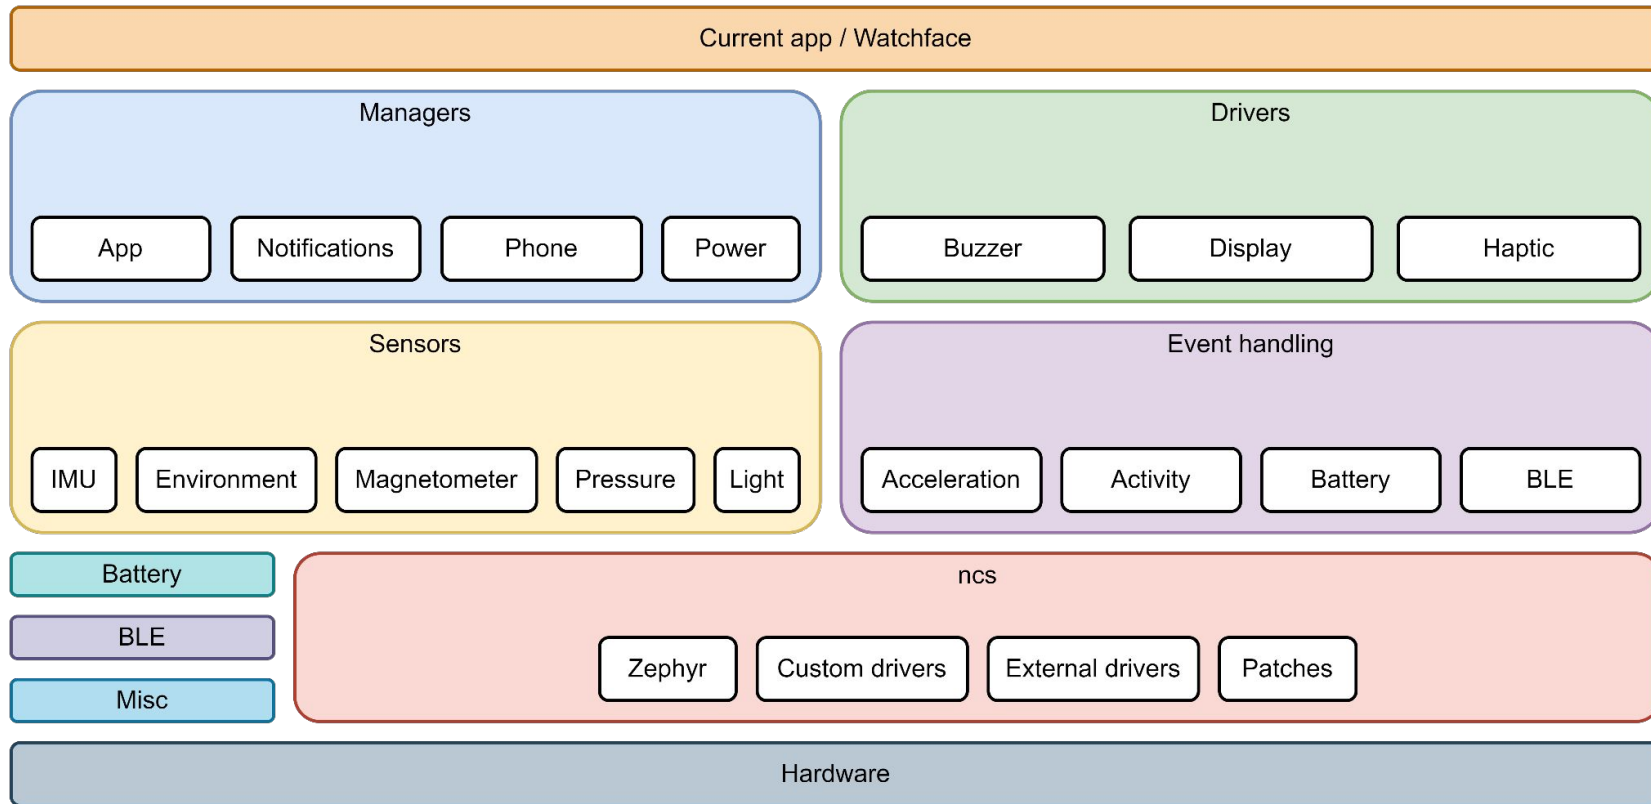 Current app / Watchface
Managers
App
Notifications
Phone
Power
Drivers
Buzzer
Display
Haptic
Sensors
IMU
Environment
Magnetometer
Pressure
Light
Event handling
Acceleration
Activity
Battery
BLE
Battery
BLE
Misc
ncs
Zephyr
Custom drivers
External drivers
Patches
Hardware